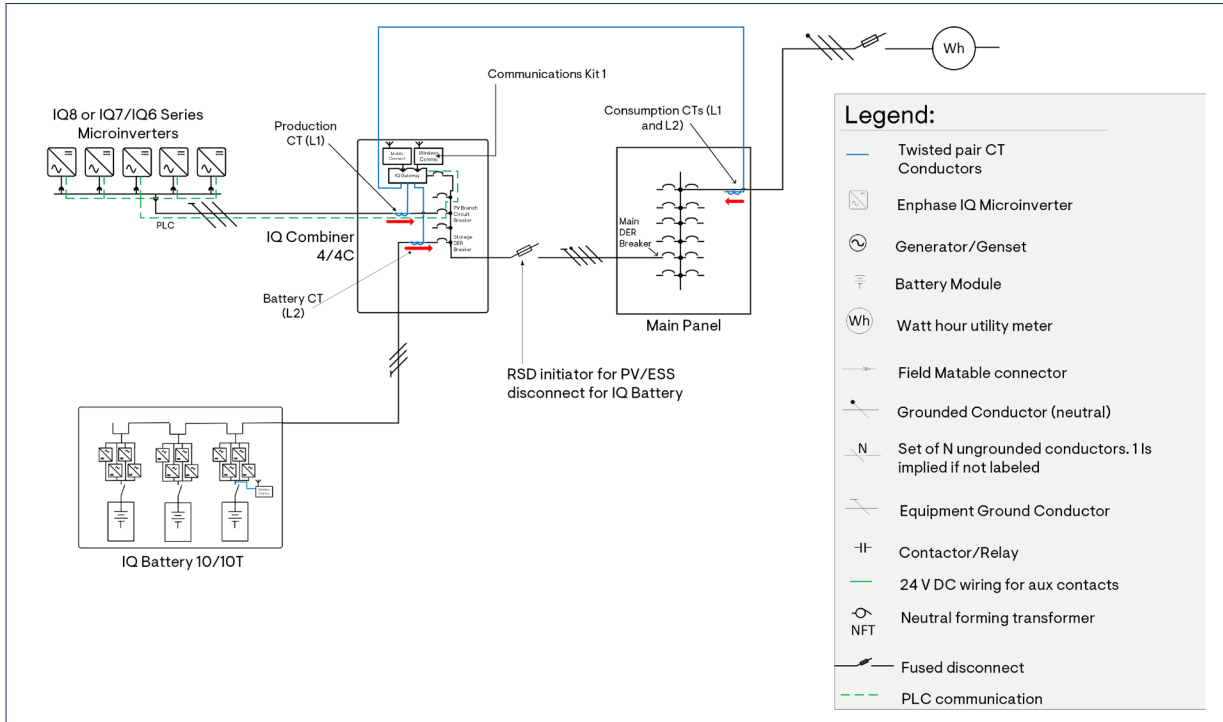 Communications Kit 1
Wh
IQ8 or IQ7/IQ6 Series
Microinverters
Production
CT (L1)
Consumption CTs (L1
and L2)
Mobile
Connect
Wireless
Comms
IQ Gateway
PLC
PV Branch
Circuit
Breaker
Storage
DER
Breaker
IQ Combiner
4/4C
Main
DER
Breaker
Battery CT
(L2)
Main Panel
RSD initiator for PV/ESS
disconnect for IQ Battery
IQ Battery 10/10T
Legend:
Twisted pair CT
Conductors
Enphase IQ Microinverter
Generator/Genset
Battery Module
Wh
Watt hour utility meter
Field Matable connector
Grounded Conductor (neutral)
N
Set of N ungrounded conductors. 1 Is
implied if not labeled
Equipment Ground Conductor
Contactor/Relay
24 V DC wiring for aux contacts
NFT
Neutral forming transformer
Fused disconnect
PLC communication